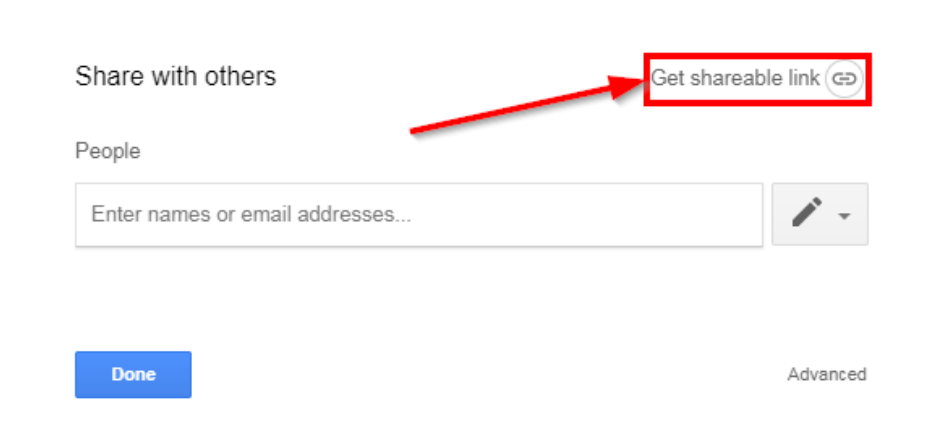 Share with others
Get shareable link
People
Enter names or email addresses...
Done
Advanced